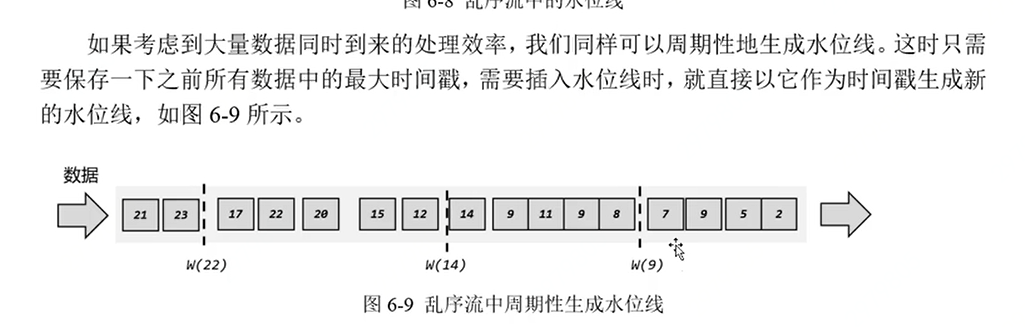 图 6-8 乱序流中的水位线
如果考虑到大量数据同时到来的处理效率，我们同样可以周期性地生成水位线。这时只需
要保存一下之前所有数据中的最大时间戳，需要插入水位线时，就直接以它作为时间戳生成新
的水位线，如图 6-9 所示。
数据
21 23 17 22 20 15 12 14 9 11 9 8 7 9 5 2
W(22) W(14) W(9)
图 6-9 乱序流中周期性生成水位线